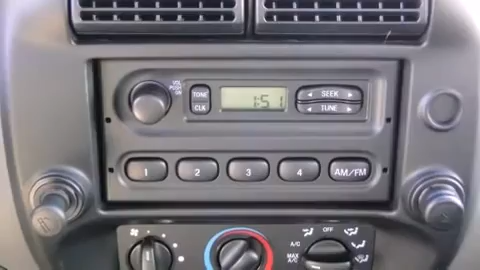 VOL
PUSH
ON
TONE
CLK
1:51
SEEK
TUNE
1 2 3 4 AM/FM
OFF
A/C
MAX
A/C